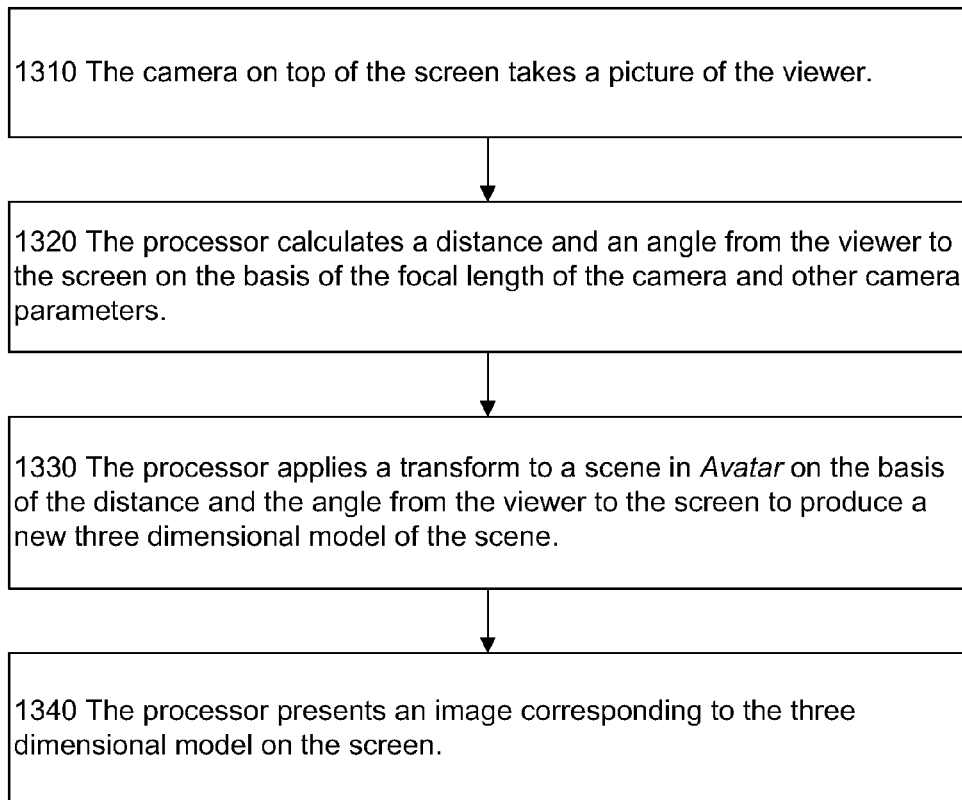 1310 The camera on top of the screen takes a picture of the viewer.
1320 The processor calculates a distance and an angle from the viewer to
the screen on the basis of the focal length of the camera and other camera
parameters.
1330 The processor applies a transform to a scene in Avatar on the basis
of the distance and the angle from the viewer to the screen to produce a
new three dimensional model of the scene.
1340 The processor presents an image corresponding to the three
dimensional model on the screen.